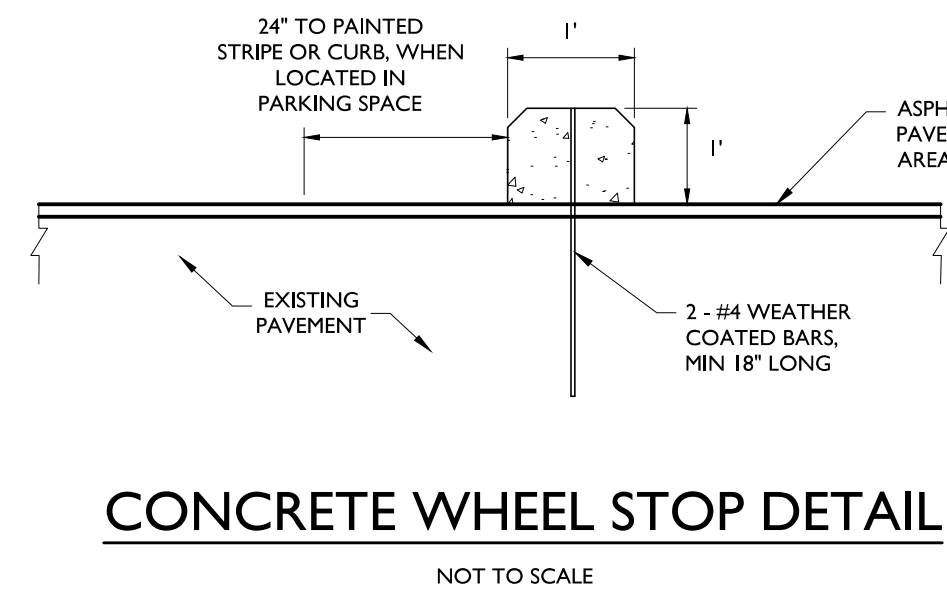 24" TO PAINTED
STRIPE OR CURB, WHEN
LOCATED IN
PARKING SPACE
1'
1'
EXISTING
PAVEMENT
2 - #4 WEATHER
COATED BARS,
MIN 18" LONG
CONCRETE WHEEL STOP DETAIL
NOT TO SCALE